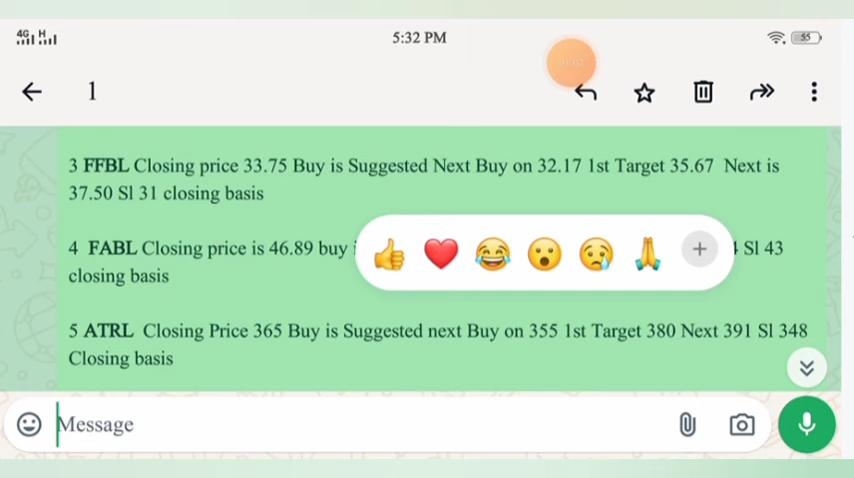 4G H
5:32 PM
55
1
3 FFBL Closing price 33.75 Buy is Suggested Next Buy on 32.17 1st Target 35.67 Next is
37.50 Sl 31 closing basis
4 FABL Closing price is 46.89 buy Sl 43
closing basis
5 ATRL Closing Price 365 Buy is Suggested next Buy on 355 1st Target 380 Next 391 Sl 348
Closing basis
Message